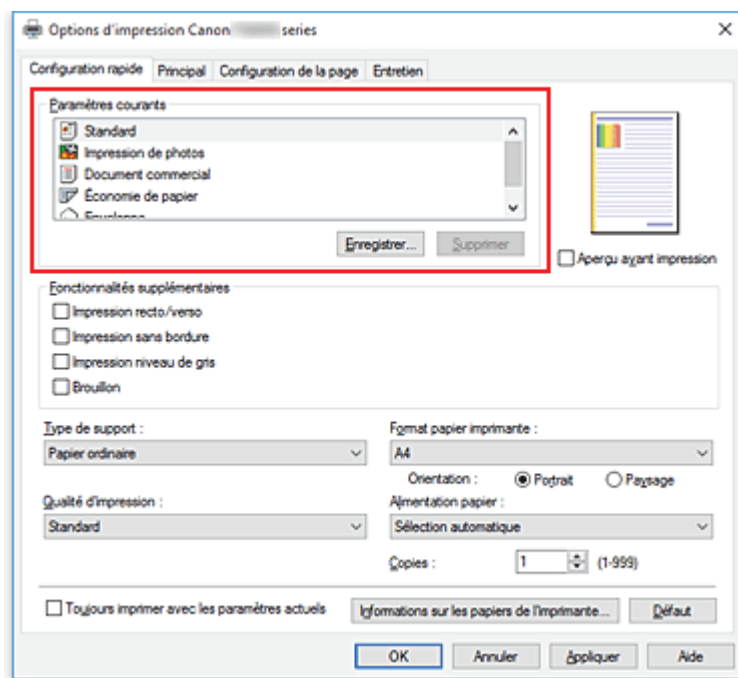 Options d'impression Canon series
Configuration rapide Principal Configuration de la page Entretien
Paramètres courants
Standard
Impression de photos
Document commercial
Économie de papier
Enregistrer... Supprimer
Aperçu avant impression
Fonctionnalités supplémentaires
Impression recto/verso
Impression sans bordure
Impression niveau de gris
Brouillon
Type de support : Format papier imprimante :
Papier ordinaire A4
Orientation : Portrait Paysage
Qualité d'impression : Alimentation papier :
Standard Sélection automatique
Copies : 1 (1-999)
Toujours imprimer avec les paramètres actuels Informations sur les papiers de l'imprimante... Défaut
OK Annuler Appliquer Aide